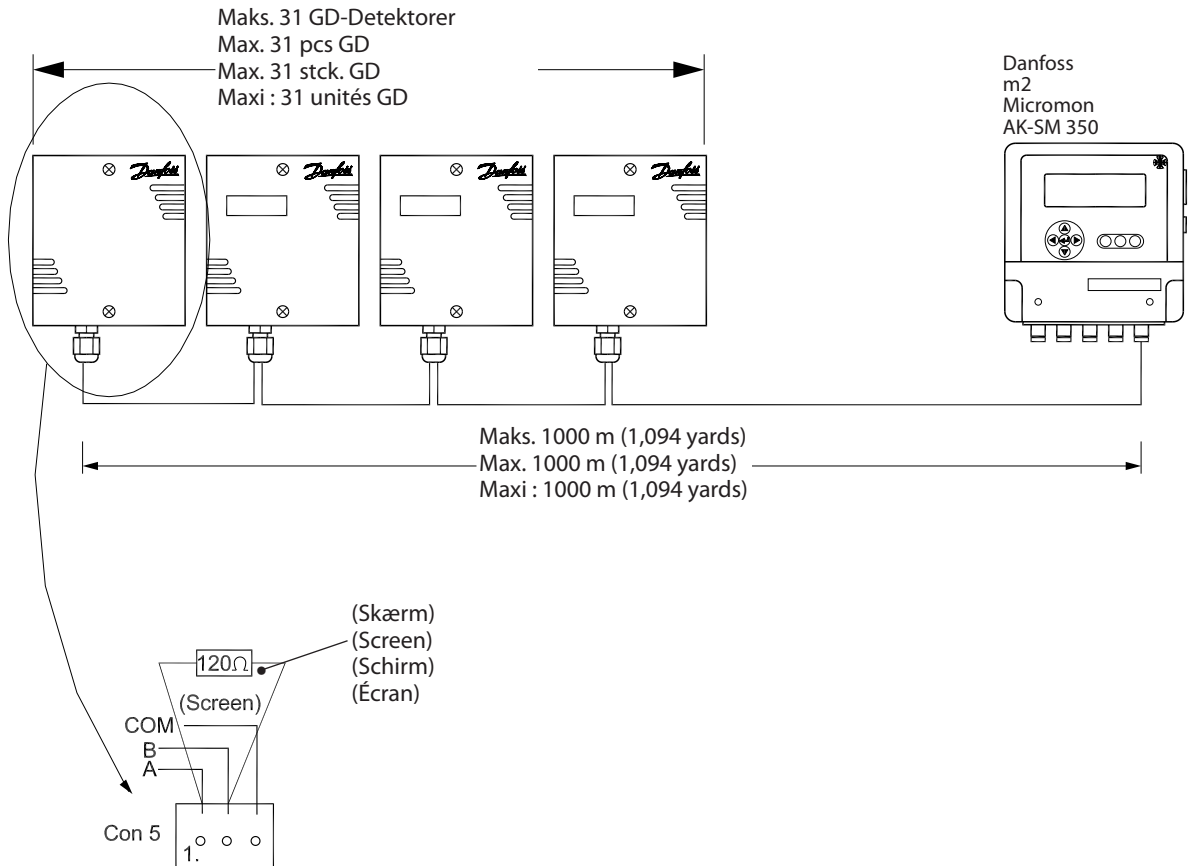 Maks. 31 GD-Detektorer
Max. 31 pcs GD
Max. 31 stck. GD
Maxi : 31 unités GD
Danfoss
m2
Micromon
AK-SM 350
Danfoss
Danfoss
Danfoss
Danfoss
Maks. 1000 m (1,094 yards)
Max. 1000 m (1,094 yards)
Maxi : 1000 m (1,094 yards)
(Skærm)
(Screen)
(Schirm)
(Écran)
120Ω
(Screen)
COM
B
A
Con 5
1.